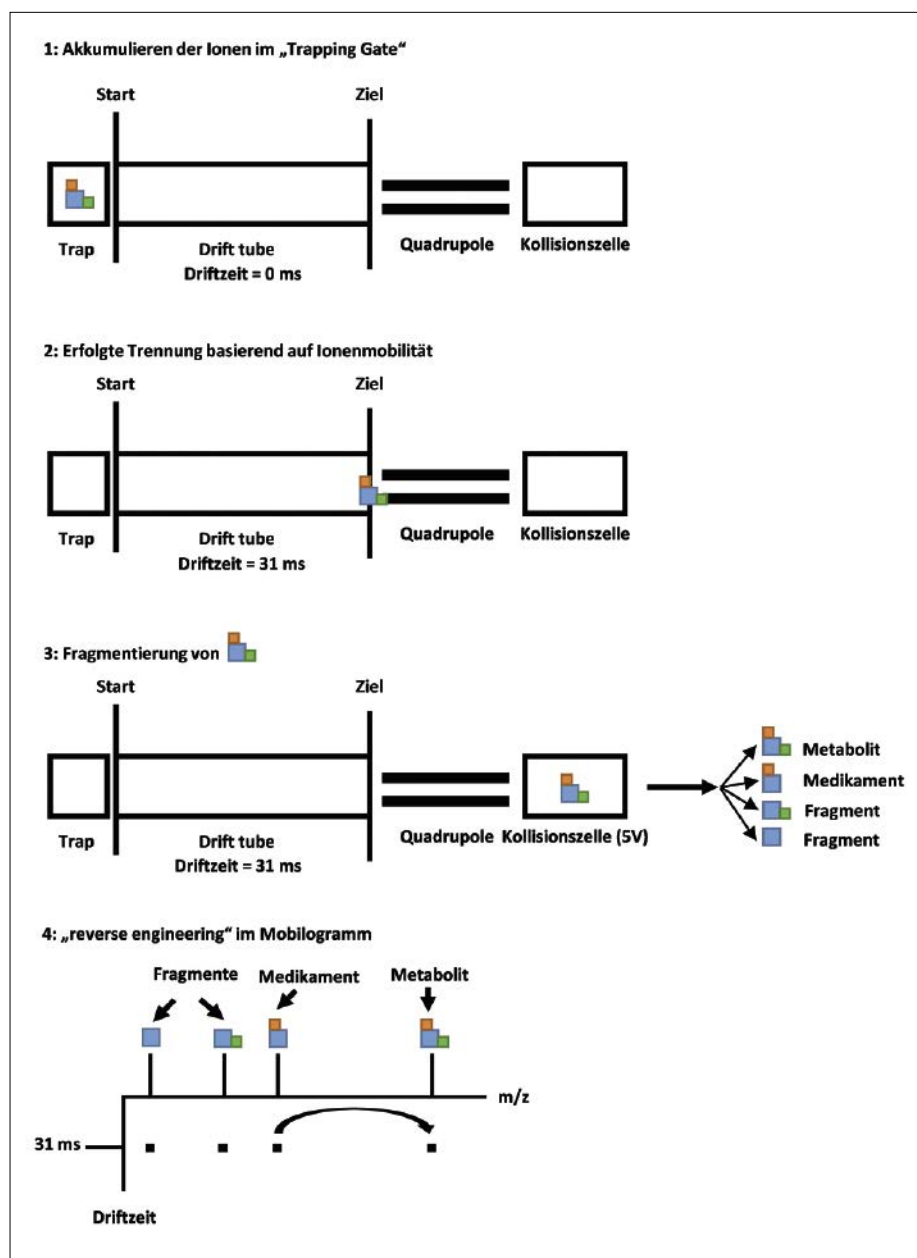 1: Akkumulieren der Ionen im „Trapping Gate“
Start
Ziel
Trap
Drift tube
Driftzeit = 0 ms
Quadrupole
Kollisionszelle
2: Erfolgte Trennung basierend auf Ionenmobilität
Start
Ziel
Trap
Drift tube
Driftzeit = 31 ms
Quadrupole
Kollisionszelle
3: Fragmentierung von
Start
Ziel
Trap
Drift tube
Driftzeit = 31 ms
Quadrupole
Kollisionszelle (5V)
Metabolit
Medikament
Fragment
Fragment
4: „reverse engineering“ im Mobilogramm
Fragmente
Medikament
Metabolit
m/z
31 ms
Driftzeit